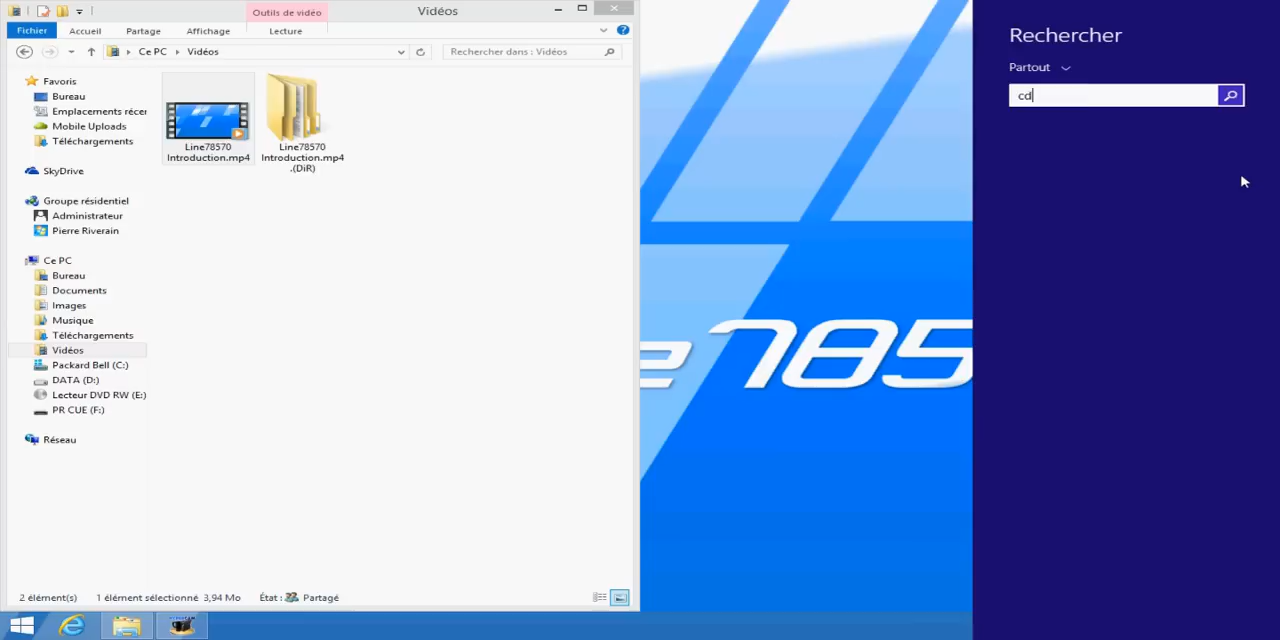 Outils de vidéo
Vidéos
Fichier
Accueil
Partage
Affichage
Lecture
Ce PC
Vidéos
Rechercher dans : Vidéos
Favoris
Bureau
Emplacements récer
Mobile Uploads
Téléchargements
SkyDrive
Groupe résidentiel
Administrateur
Pierre Riverain
Ce PC
Bureau
Documents
Images
Musique
Téléchargements
Vidéos
Packard Bell (C:)
DATA (D:)
Lecteur DVD RW (E:)
PR CUE (F:)
Réseau
Line78570
Introduction.mp4
Line78570
Introduction.mp4
.(DiR)
2 élément(s)
1 élément sélectionné 3,94 Mo
État : Partagé
e 785
Rechercher
Partout
cd